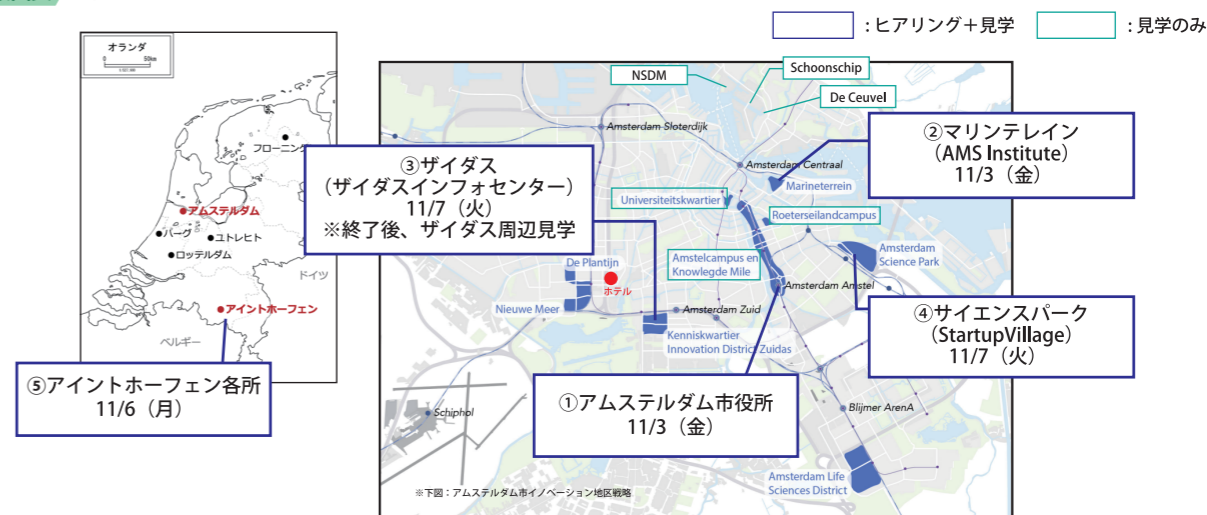 ：ヒアリング＋見学
：見学のみ
オランダ
0 50km
フローニング
アムステルダム
ハーグ
ユトレヒト
ロッテルダム
ドイツ
アイントホーフェン
ベルギー
⑤アイントホーフェン各所
11/6（月）
NSDM
Schoonschip
De Ceuvel
Amsterdam Sloterdijk
②マリンテレイン
(AMS Institute)
11/3（金）
③ザイダス
（ザイダスインフォセンター）
11/7（火）
※終了後、ザイダス周辺見学
Amsterdam Centraal
Marineterrein
Universiteitskwartier
Roeterseilandcampus
Amstelcampus en
Knowlegde Mile
Amsterdam
Science Park
De Plantijn
ホテル
Amsterdam Amstel
Nieuwe Meer
Amsterdam Zuid
Kenniskwartier
Innovation District Zuidas
④サイエンスパーク
(StartupVillage)
11/7（火）
①アムステルダム市役所
11/3（金）
Schiphol
Blijmer ArenA
Amsterdam Life
Sciences District
※下図：アムステルダム市イノベーション地区戦略